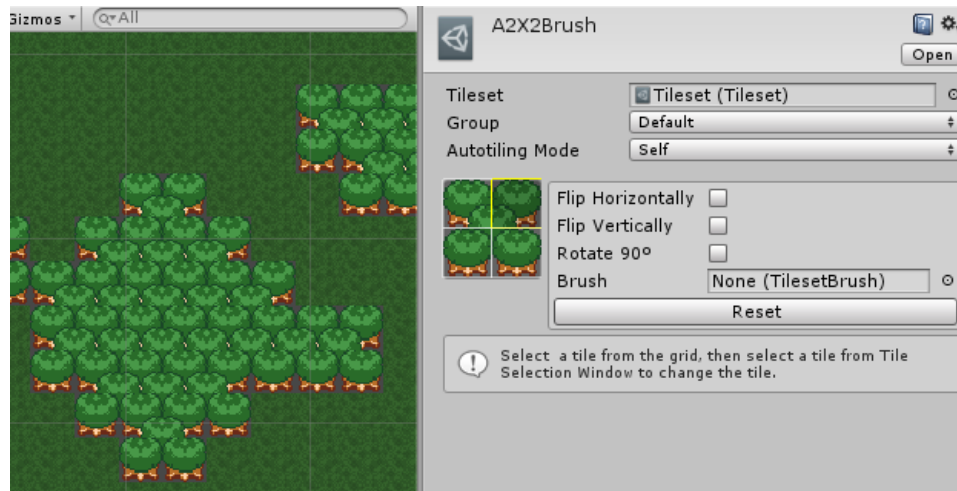 Gizmos
All
A2X2Brush
Open
Tileset
Tileset (Tileset)
Group
Default
Autotiling Mode
Self
Flip Horizontally
Flip Vertically
Rotate 90º
Brush
None (TilesetBrush)
Reset
Select a tile from the grid, then select a tile from Tile
Selection Window to change the tile.